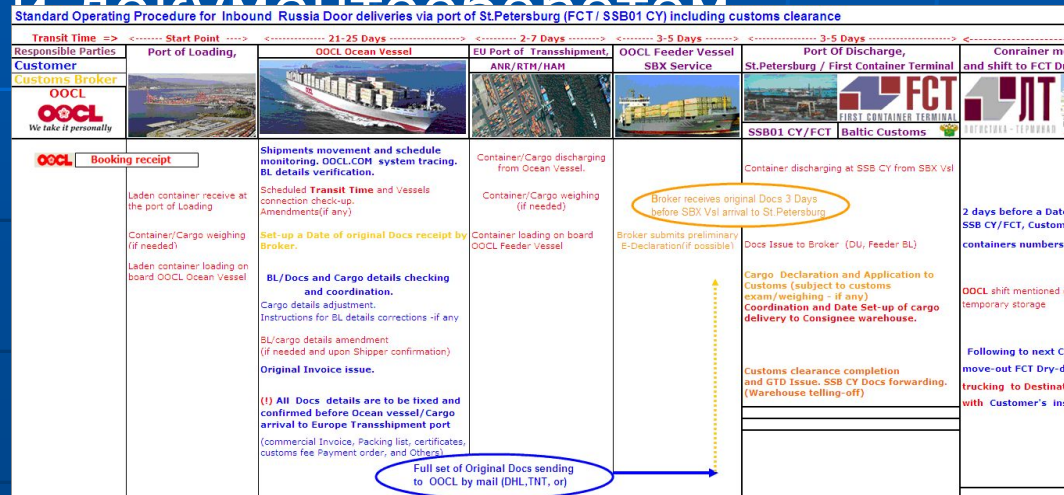 и документооборотом
Standard Operating Procedure for Inbound Russia Door deliveries via port of St.Petersburg (FCT / SSB01 CY) including customs clearance
Transit Time => <------- Start Point ----> <---------- 21-25 Days ---------------> <------- 2-7 Days -------> <------- 3-5 Days -------> <------------- 3-5 Days ---------------> <-----------------
Responsible Parties
Customer
Customs Broker
OOCL
OOCL
We take it personally
Port of Loading,
OOCL Ocean Vessel
EU Port of Transshipment,
ANR/RTM/HAM
OOCL Feeder Vessel
SBX Service
Port Of Discharge,
St.Petersburg / First Container Terminal
FCT
FIRST CONTAINER TERMINAL
SSB01 CY/FCT Baltic Customs
Conrainer m
and shift to FCT Dr
ЛТ
ЛОГИСТИКА - ТЕРМИНАЛ
OOCL Booking receipt
Laden container receive at
the port of Loading
Container/Cargo weighing
(if needed)
Laden container loading on
board OOCL Ocean Vessel
Shipments movement and schedule
monitoring. OOCL.COM system tracing.
BL details verification.
Scheduled Transit Time and Vessels
connection check-up.
Amendments(if any)
Set-up a Date of original Docs receipt by
Broker.
BL/Docs and Cargo details checking
and coordination.
Cargo details adjustment.
Instructions for BL details corrections -if any
BL/cargo details amendment
(if needed and upon Shipper confirmation)
Original Invoice issue.
(!) All Docs details are to be fixed and
confirmed before Ocean vessel/Cargo
arrival to Europe Transshipment port
(commercial Invoice, Packing list, certificates,
customs fee Payment order, and Others)
Full set of Original Docs sending
to OOCL by mail (DHL,TNT, or)
Container/Cargo discharging
from Ocean Vessel.
Container/Cargo weighing
(if needed)
Container loading on board
OOCL Feeder Vessel
Broker receives original Docs 3 Days
before SBX Vsl arrival to St.Petersburg
Broker submits preliminary
E-Declaration(if possible)
Container discharging at SSB CY from SBX Vsl
Docs Issue to Broker (DU, Feeder BL)
Cargo Declaration and Application to
Customs (subject to customs
exam/weighing - if any)
Coordination and Date Set-up of cargo
delivery to Consignee warehouse.
Customs clearance completion
and GTD Issue. SSB CY Docs forwarding.
(Warehouse telling-off)
2 days before a Date
SSB CY/FCT, Custom
containers numbers
OOCL shift mentioned
temporary storage
Following to next C
move-out FCT Dry-d
trucking to Destinat
with Customer's ins